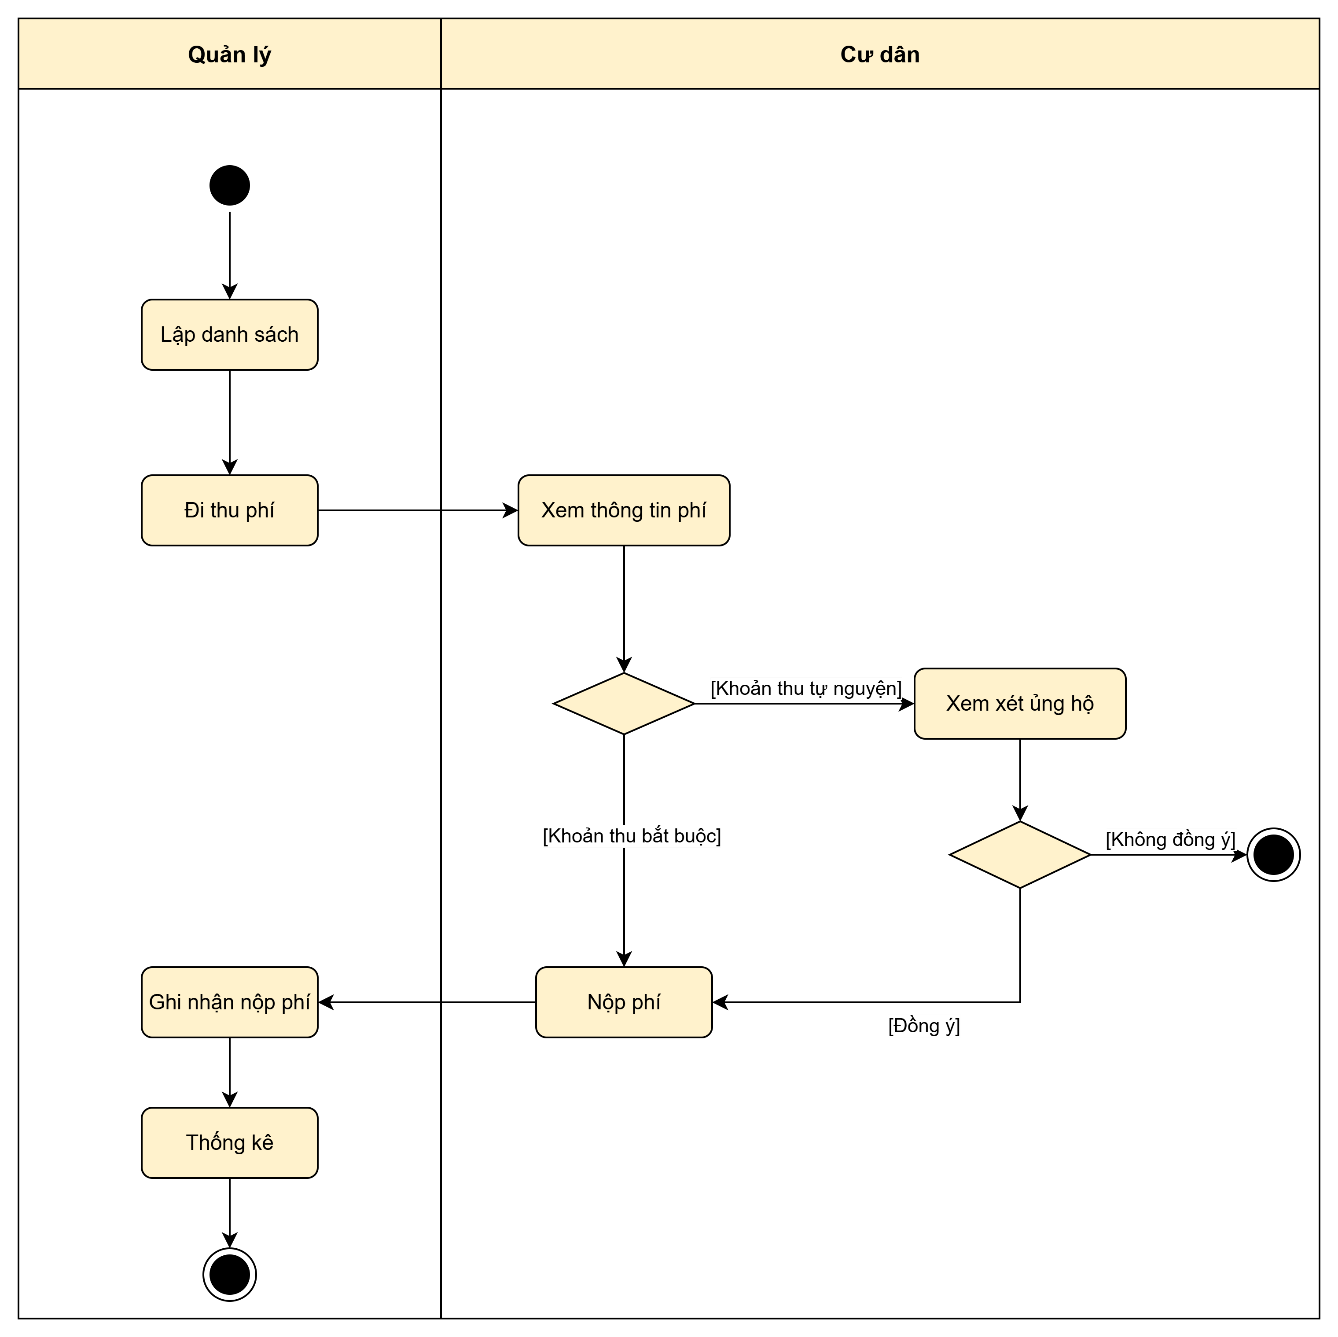 Quản lý
Cư dân
Lập danh sách
Đi thu phí
Xem thông tin phí
[Khoản thu tự nguyện]
Xem xét ủng hộ
[Khoản thu bắt buộc]
[Không đồng ý]
Ghi nhận nộp phí
Nộp phí
[Đồng ý]
Thống kê